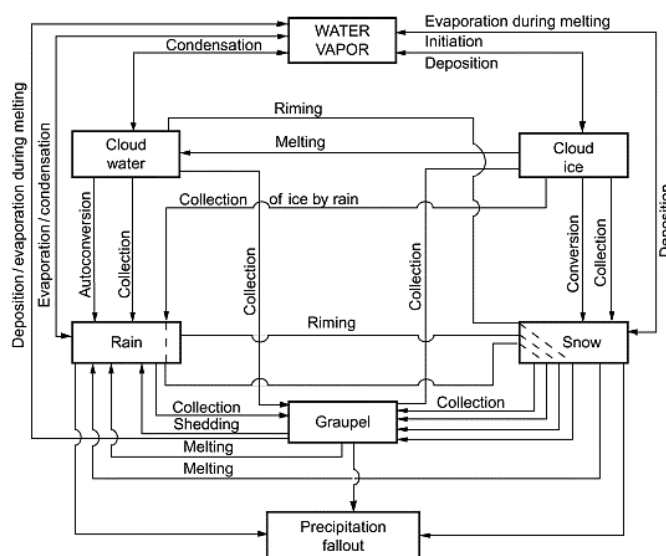 Evaporation during melting
WATER
VAPOR
Condensation
Initiation
Deposition
Riming
Cloud
water
Melting
Cloud
ice
Collection of ice by rain
Deposition / evaporation during melting
Evaporation / condensation
Autoconversion
Collection
Collection
Collection
Conversion
Collection
Deposition
Rain
Riming
Snow
Collection
Shedding
Graupel
Collection
Melting
Melting
Precipitation
fallout